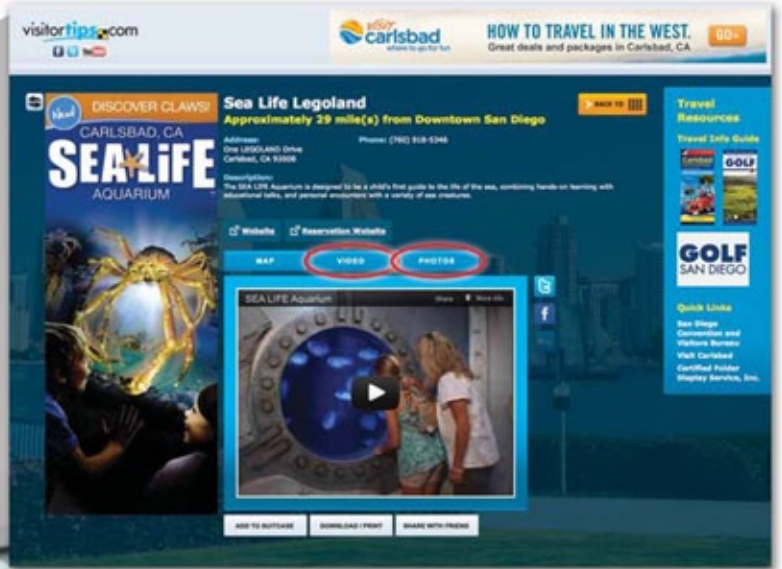 visitortips.com
VISIT
carlsbad
where to go for fun
HOW TO TRAVEL IN THE WEST.
Great deals and packages in Carlsbad, CA
GO
New!
DISCOVER CLAWS!
CARLSBAD, CA
SEA LIFE
AQUARIUM
Sea Life Legoland
Approximately 29 mile(s) from Downtown San Diego
BACK TO
Address:
One LEGOLAND Drive
Carlsbad, CA 92008
Phone: (760) 918-5346
Description:
The SEA LIFE Aquarium is designed to be a child's first guide to the life of the sea, combining hands-on learning with
educational talks, and personal encounters with a variety of sea creatures.
Website
Reservation Website
MAP
VIDEO
PHOTOS
SEA LIFE Aquarium
Share
More info
ADD TO SUITCASE
DOWNLOAD / PRINT
SHARE WITH FRIEND
Travel
Resources
Travel Info Guide
Carlsbad
GOLF
GOLF
SAN DIEGO
Quick Links
San Diego
Convention and
Visitors Bureau
Visit Carlsbad
Certified Folder
Display Service, Inc.